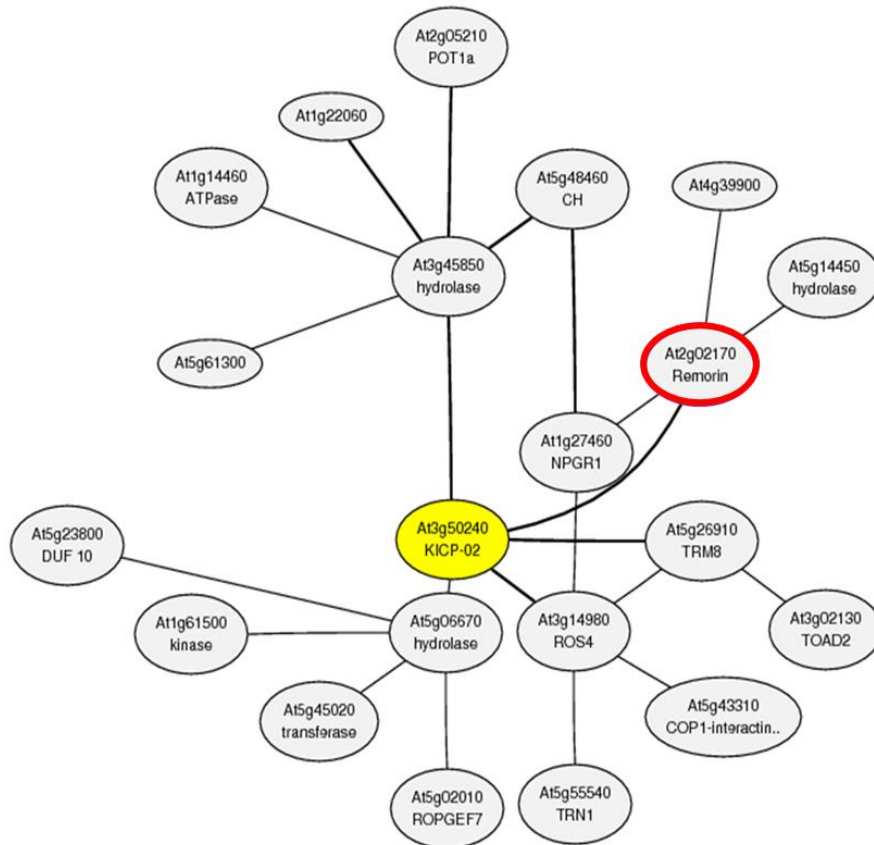 At2g05210
POT1a
At1g22060
At1g14460
ATPase
At5g48460
CH
At4g39900
At3g45850
hydrolase
At5g14450
hydrolase
At5g61300
At2g02170
Remorin
At1g27460
NPGR1
At5g23800
DUF 10
At3g50240
KICP-02
At5g26910
TRM8
At1g61500
kinase
At5g06670
hydrolase
At3g14980
ROS4
At3g02130
TOAD2
At5g45020
transferase
At5g43310
COP1-interactin..
At5g02010
ROPGEF7
At5g55540
TRN1